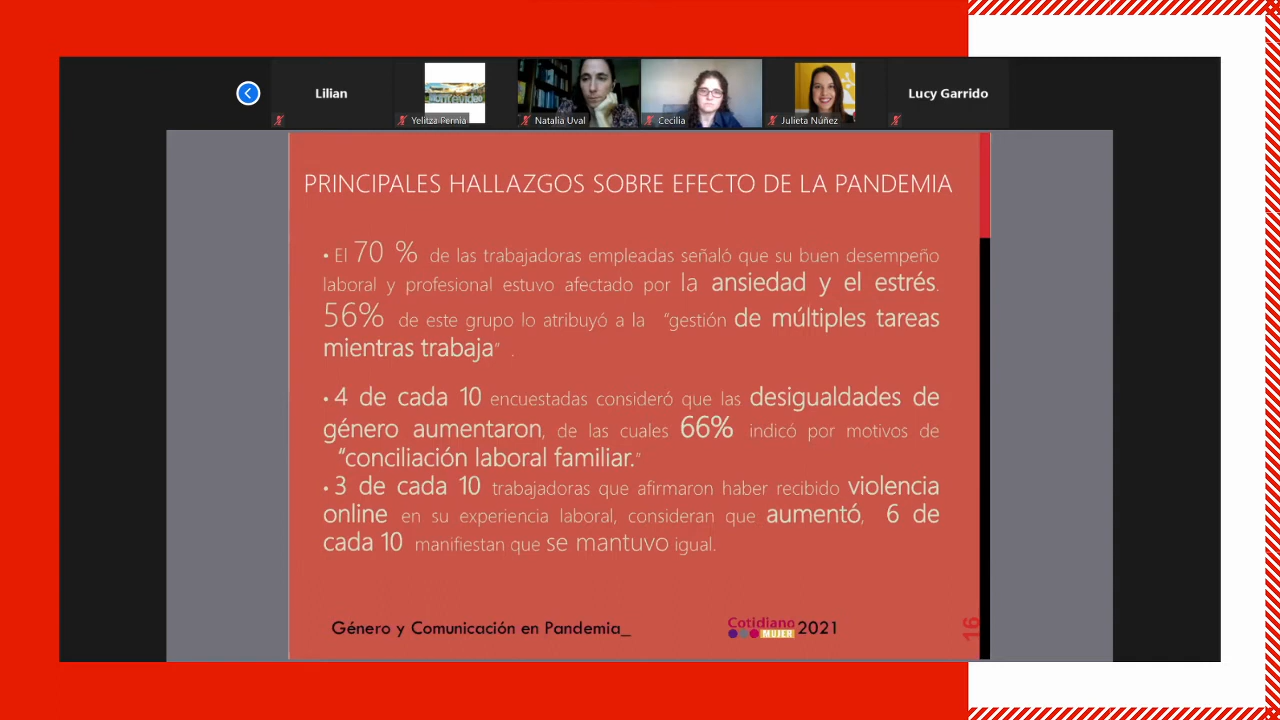 Lilian
Yelitza Pernia
Natalia Uval
Cecilia
Julieta Núñez
Lucy Garrido
PRINCIPALES HALLAZGOS SOBRE EFECTO DE LA PANDEMIA
• El 70 % de las trabajadoras empleadas señaló que su buen desempeño
laboral y profesional estuvo afectado por la ansiedad y el estrés.
56% de este grupo lo atribuyó a la “gestión de múltiples tareas
mientras trabaja” .
• 4 de cada 10 encuestadas consideró que las desigualdades de
género aumentaron, de las cuales 66% indicó por motivos de
“conciliación laboral familiar.”
• 3 de cada 10 trabajadoras que afirmaron haber recibido violencia
online en su experiencia laboral, consideran que aumentó, 6 de
cada 10 manifiestan que se mantuvo igual.
Género y Comunicación en Pandemia_
Cotidiano
MUJER
2021
16